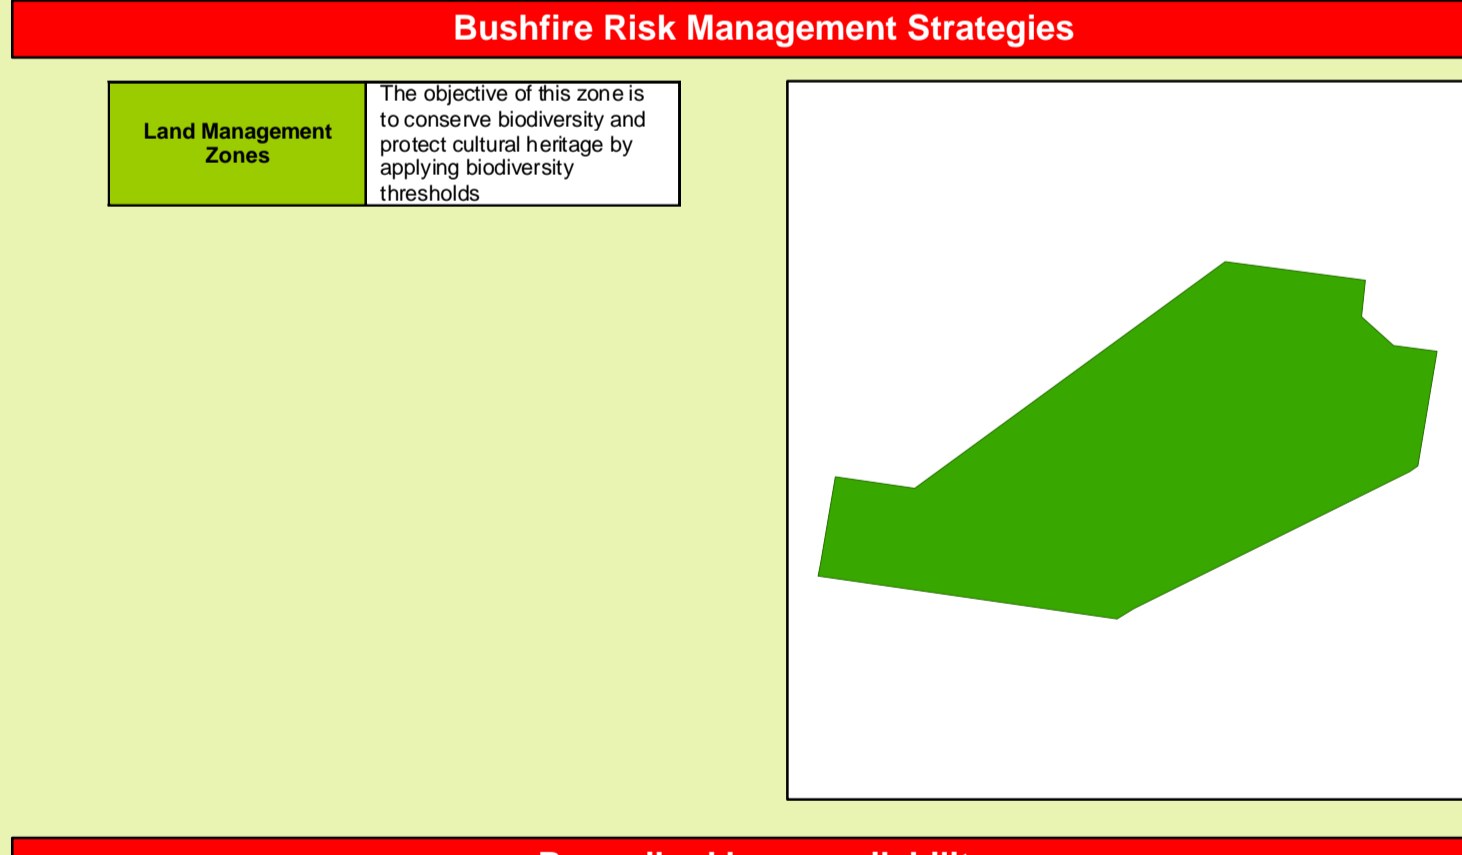 Bushfire Risk Management Strategies
Land Management
Zones
The objective of this zone is
to conserve biodiversity and
protect cultural heritage by
applying biodiversity
thresholds